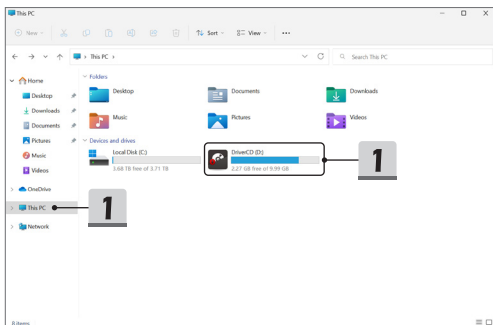 This PC
New
Sort
View
This PC
Search This PC
Home
Desktop
Downloads
Documents
Pictures
Music
Videos
OneDrive
This PC
Network
Folders
Desktop
Documents
Downloads
Music
Pictures
Videos
Devices and drives
Local Disk (C:)
3.68 TB free of 3.71 TB
DriverCD (D:)
2.27 GB free of 9.99 GB
1
1
8 items